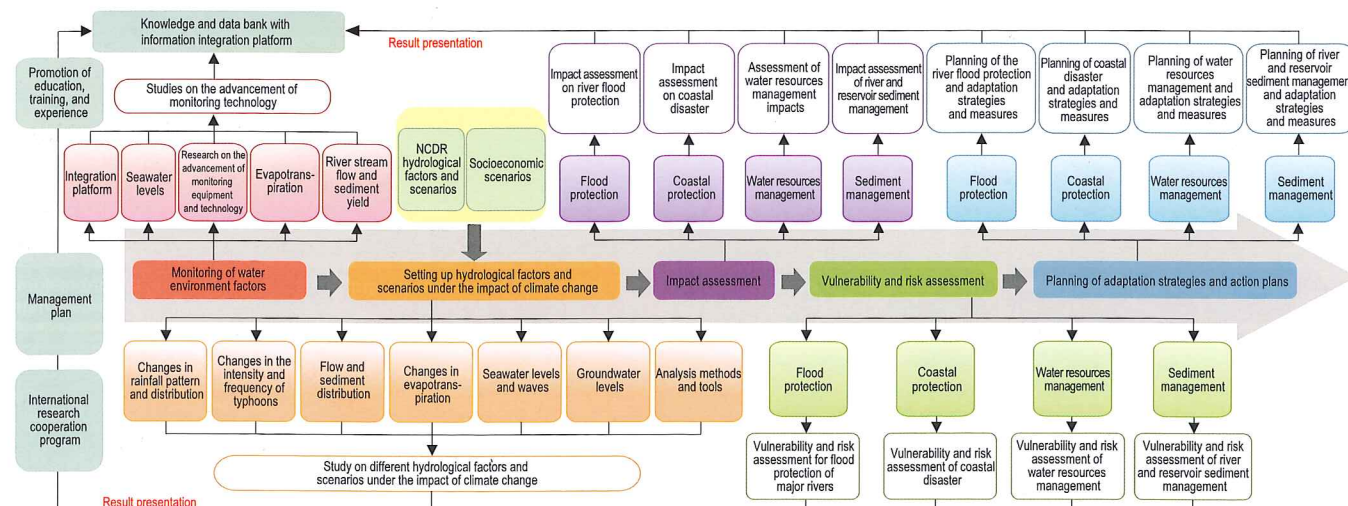 Knowledge and data bank with
information integration platform
Result presentation
Promotion of
education,
training, and
experience
Studies on the advancement of
monitoring technology
Integration
platform
Seawater
levels
Research on the
advancement of
monitoring
equipment
and technology
Evapotrans-
piration
River stream
flow and
sediment
yield
NCDR
hydrological
factors and
scenarios
Socioeconomic
scenarios
Impact assessment
on river flood
protection
Impact
assessment
on coastal
disaster
Assessment
of water
resources
management
impacts
Impact assessment
of river and
reservoir sediment
management
Planning of the
river flood protection
and adaptation
strategies
and measures
Planning of coastal
disaster
and adaptation
strategies and
measures
Planning of water
resources
management and
adaptation strategies
and measures
Planning of river
and reservoir
sediment management
and adaptation
strategies
and measures
Flood
protection
Coastal
protection
Water resources
management
Sediment
management
Flood
protection
Coastal
protection
Water resources
management
Sediment
management
Management
plan
Monitoring of water
environment factors
Setting up hydrological factors and
scenarios under the impact of climate change
Impact assessment
Vulnerability and risk assessment
Planning of adaptation strategies and action plans
International
research
cooperation
program
Changes in
rainfall pattern
and distribution
Changes in the
intensity and
frequency of
typhoons
Flow and
sediment
distribution
Changes in
evapotrans-
piration
Seawater levels
and waves
Groundwater
levels
Analysis methods
and tools
Flood
protection
Coastal
protection
Water resources
management
Sediment
management
Study on different hydrological factors and
scenarios under the impact of climate change
Vulnerability and risk
assessment for flood
protection of
major rivers
Vulnerability and risk
assessment of coastal
disaster
Vulnerability and risk
assessment of
water resources
management
Vulnerability and risk
assessment of river
and reservoir sediment
management
Result presentation